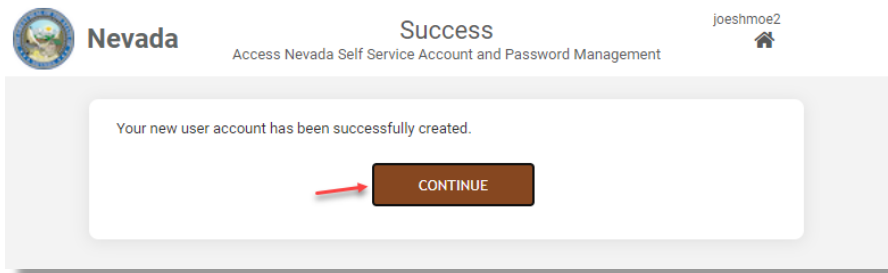 Nevada
Success
Access Nevada Self Service Account and Password Management
joeshmoe2
Your new user account has been successfully created.
CONTINUE